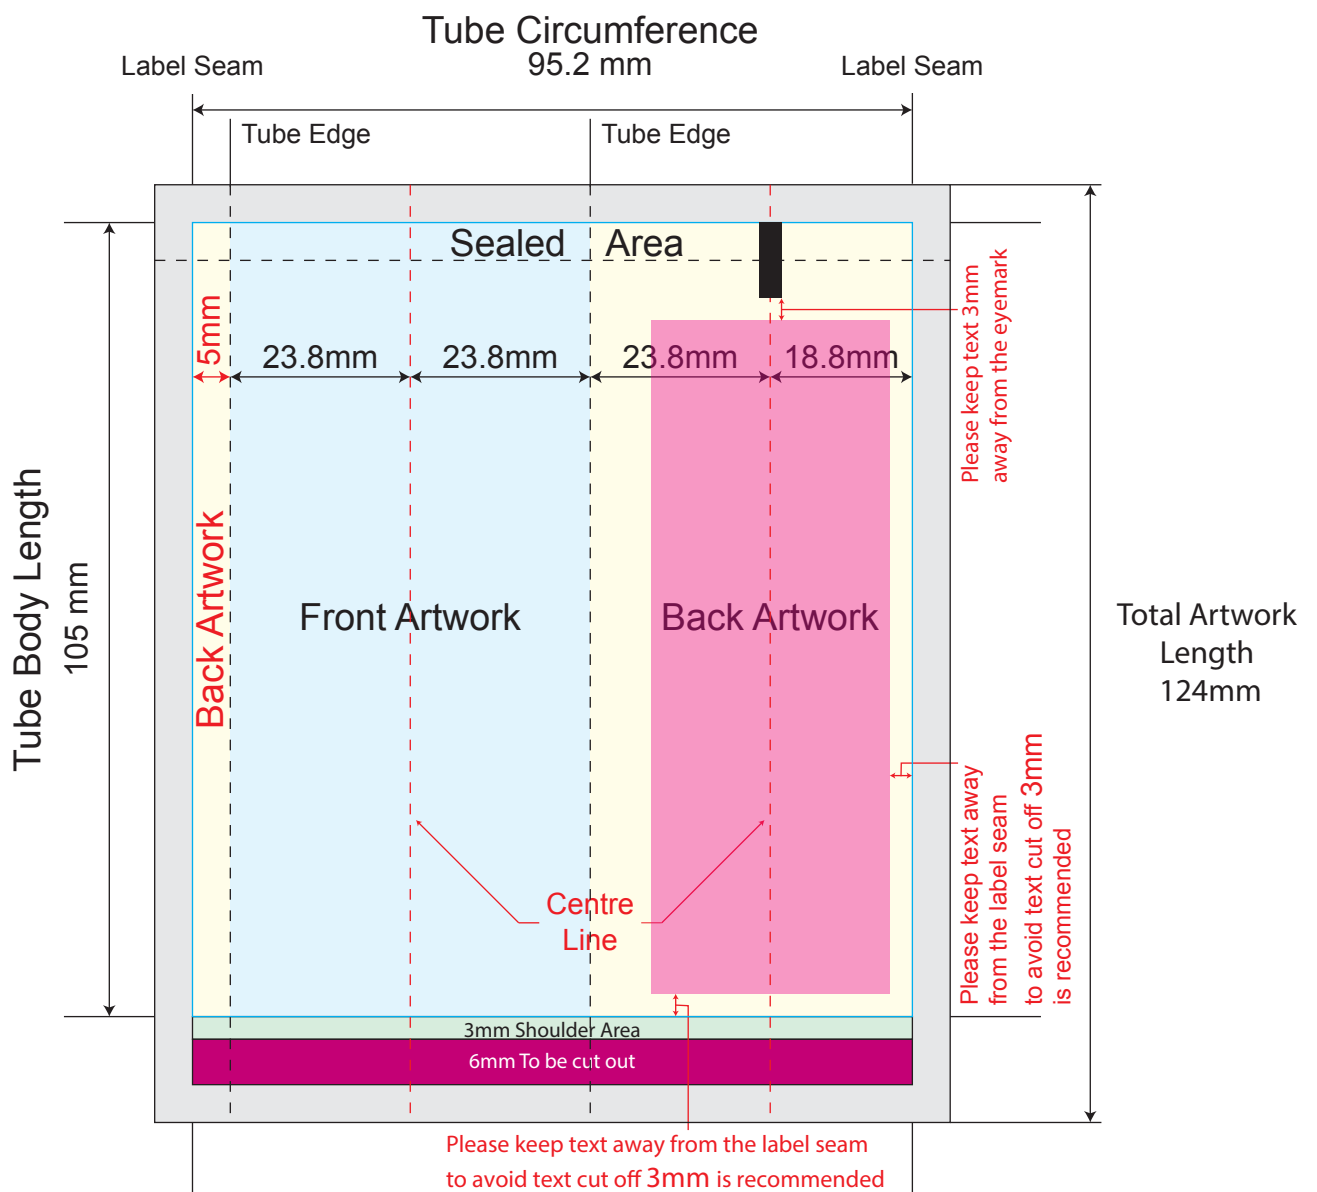 Tube Circumference
95.2 mm
Label Seam
Label Seam
Tube Edge
Tube Edge
Sealed Area
5mm
23.8mm
23.8mm
23.8mm
18.8mm
Please keep text 3mm
away from the eyemark
Tube Body Length
105 mm
Back Artwork
Front Artwork
Back Artwork
Total Artwork
Length
124mm
Please keep text away
from the label seam
to avoid text cut off 3mm
is recommended
Centre
Line
3mm Shoulder Area
6mm To be cut out
Please keep text away from the label seam
to avoid text cut off 3mm is recommended